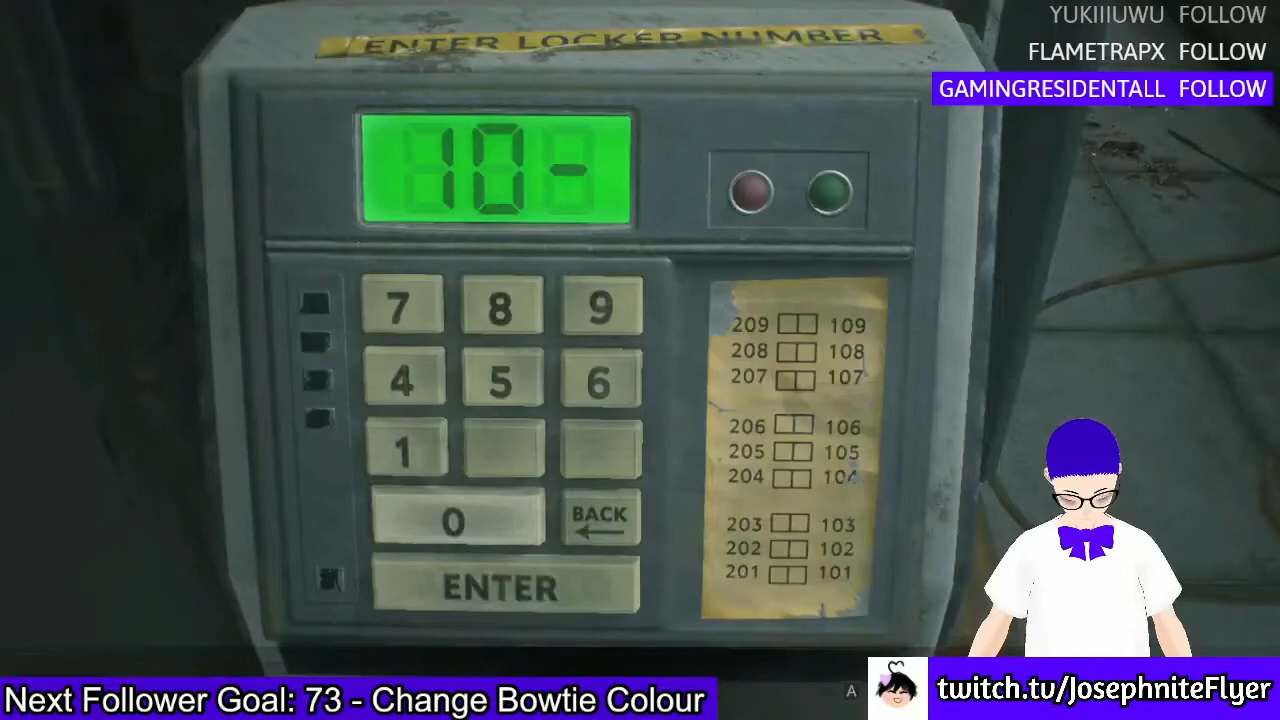 YUKIIIUWU FOLLOW
FLAMETRAPX FOLLOW
GAMINGRESIDENTALL FOLLOW
ENTER LOCKER NUMBER
10-
7 8 9
4 5 6
1
0 BACK
ENTER
209 109
208 108
207 107
206 106
205 105
204 104
203 103
202 102
201 101
Next Follower Goal: 73 - Change Bowtie Colour
A
twitch.tv/JosephniteFlyer